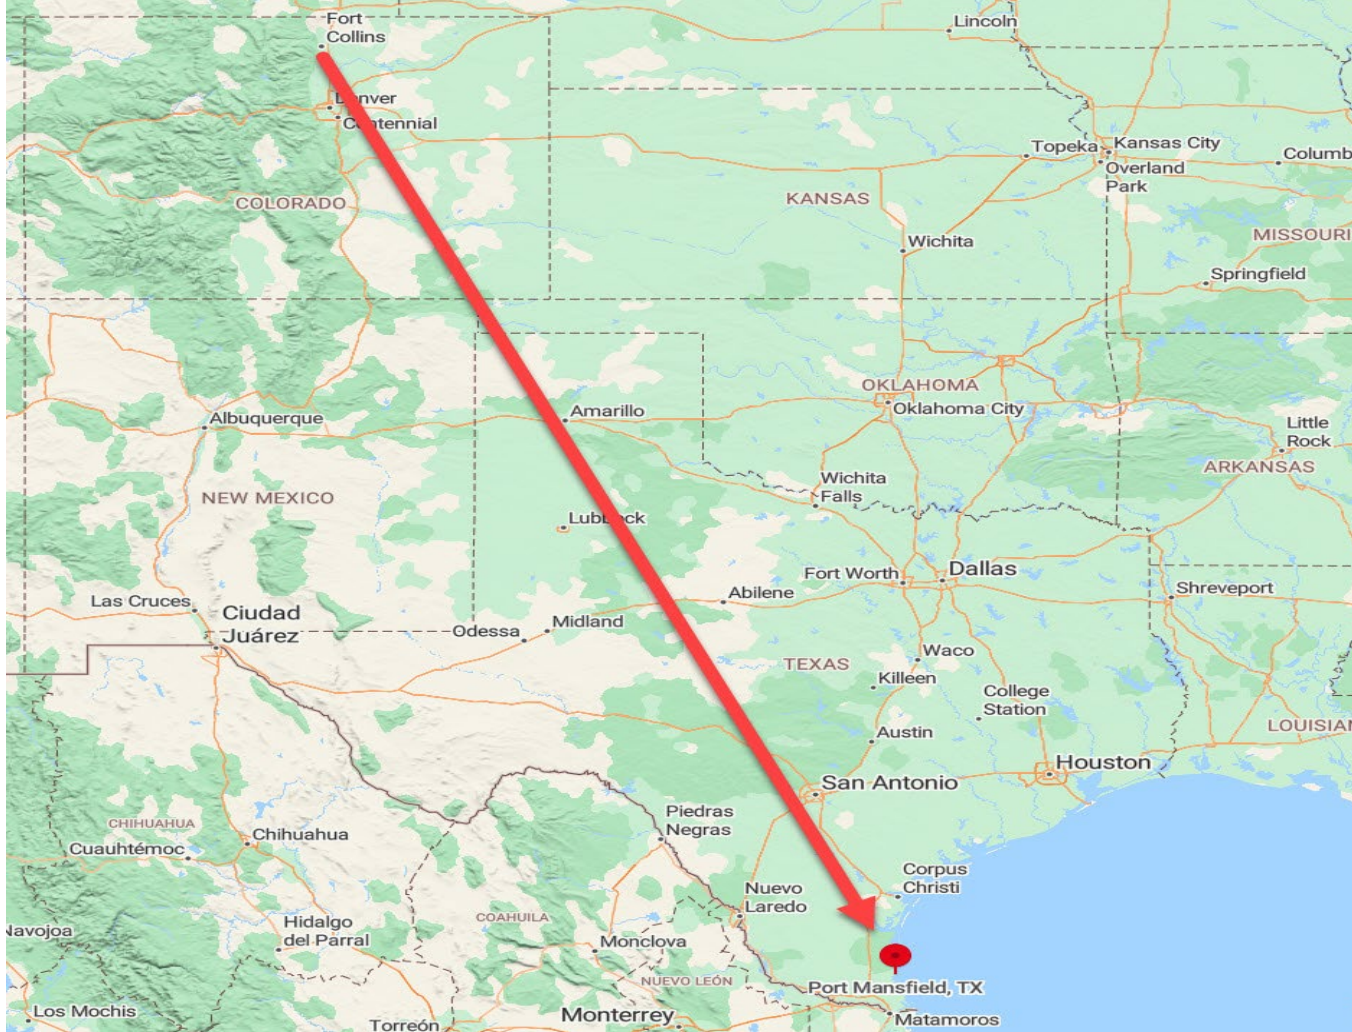 Fort
Collins
Lincoln
Denver
Centennial
Topeka
Kansas City
Overland
Park
Columb
COLORADO
KANSAS
Wichita
MISSOURI
Springfield
OKLAHOMA
Oklahoma City
Amarillo
Albuquerque
Little
Rock
ARKANSAS
NEW MEXICO
Wichita
Falls
Lubbock
Dallas
Fort Worth
Abilene
Shreveport
Las Cruces
Ciudad
Juárez
Midland
Odessa
Waco
TEXAS
Killeen
College
Station
Austin
LOUISIAN
Houston
San Antonio
Piedras
Negras
CHIHUAHUA
Chihuahua
Cuauhtémoc
Corpus
Christi
Nuevo
Laredo
COAHUILA
Hidalgo
del Parral
Navojoa
Monclova
NUEVO LEÓN
Port Mansfield, TX
Los Mochis
Torreón
Monterrey
Matamoros